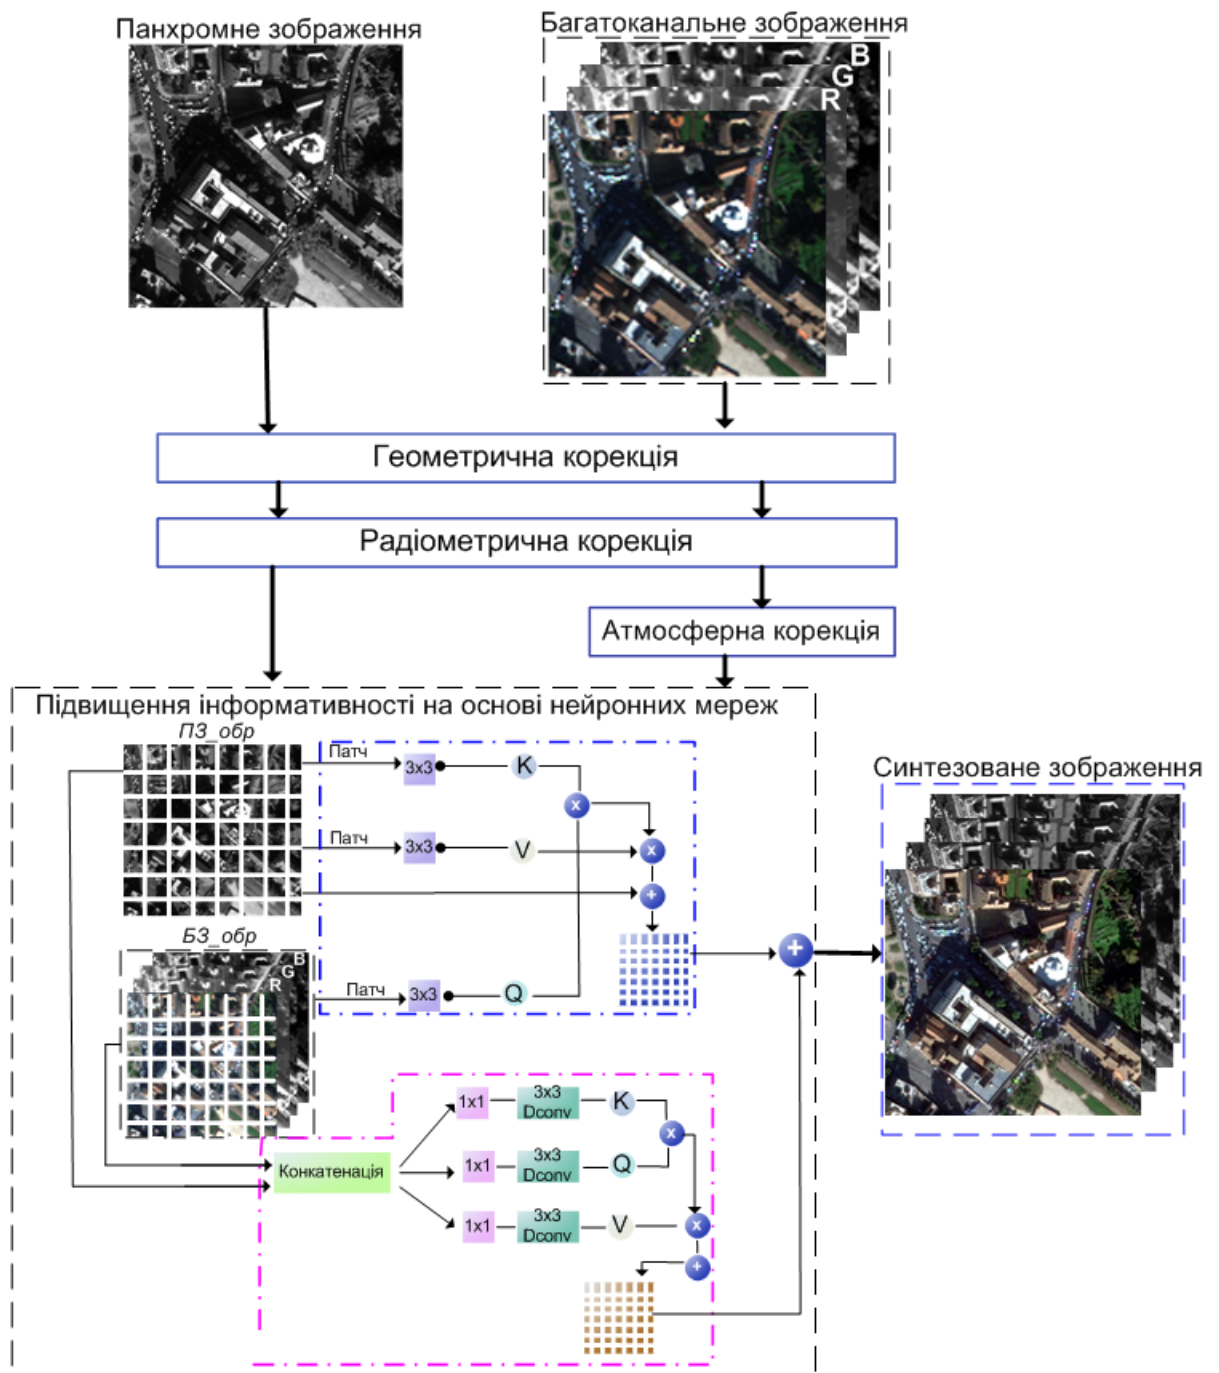 Панхромне зображення
Багатоканальне зображення
B
G
R
Геометрична корекція
Радіометрична корекція
Атмосферна корекція
Підвищення інформативності на основі нейронних мереж
ПЗ_обр
Патч
3x3
K
x
Патч
3x3
V
x
+
БЗ_обр
B
G
R
Патч
3x3
Q
+
Синтезоване зображення
1x1
3x3
Dconv
K
x
Конкатенація
1x1
3x3
Dconv
Q
1x1
3x3
Dconv
V
x
+